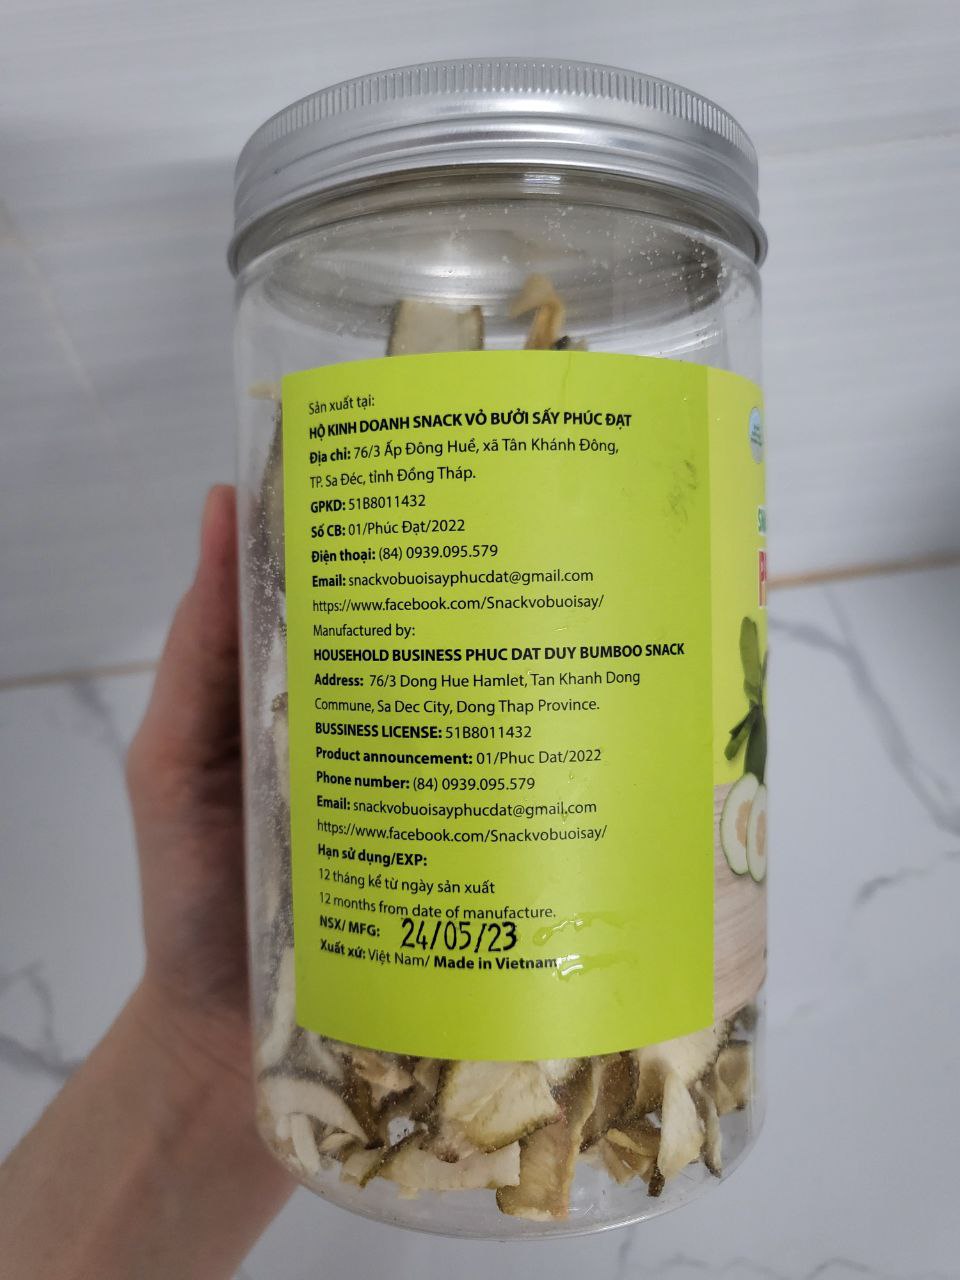 Sản xuất tại:
HỘ KINH DOANH SNACK VỎ BƯỞI SẤY PHÚC ĐẠT
Địa chỉ: 76/3 Ấp Đông Huề, xã Tân Khánh Đông,
TP. Sa Đéc, tỉnh Đồng Tháp.
GPKD: 51B8011432
Số CB: 01/Phúc Đạt/2022
Điện thoại: (84) 0939.095.579
Email: snackvobuoisayphucdat@gmail.com
https://www.facebook.com/Snackvobuoisay/
Manufactured by:
HOUSEHOLD BUSINESS PHUC DAT DUY BUMBOO SNACK
Address: 76/3 Dong Hue Hamlet, Tan Khanh Dong
Commune, Sa Dec City, Dong Thap Province.
BUSSINESS LICENSE: 51B8011432
Product announcement: 01/Phuc Dat/2022
Phone number: (84) 0939.095.579
Email: snackvobuoisayphucdat@gmail.com
https://www.facebook.com/Snackvobuoisay/
Hạn sử dụng/EXP:
12 tháng kể từ ngày sản xuất
12 months from date of manufacture.
NSX/ MFG: 24/05/23
Xuất xứ: Việt Nam/ Made in Vietnam